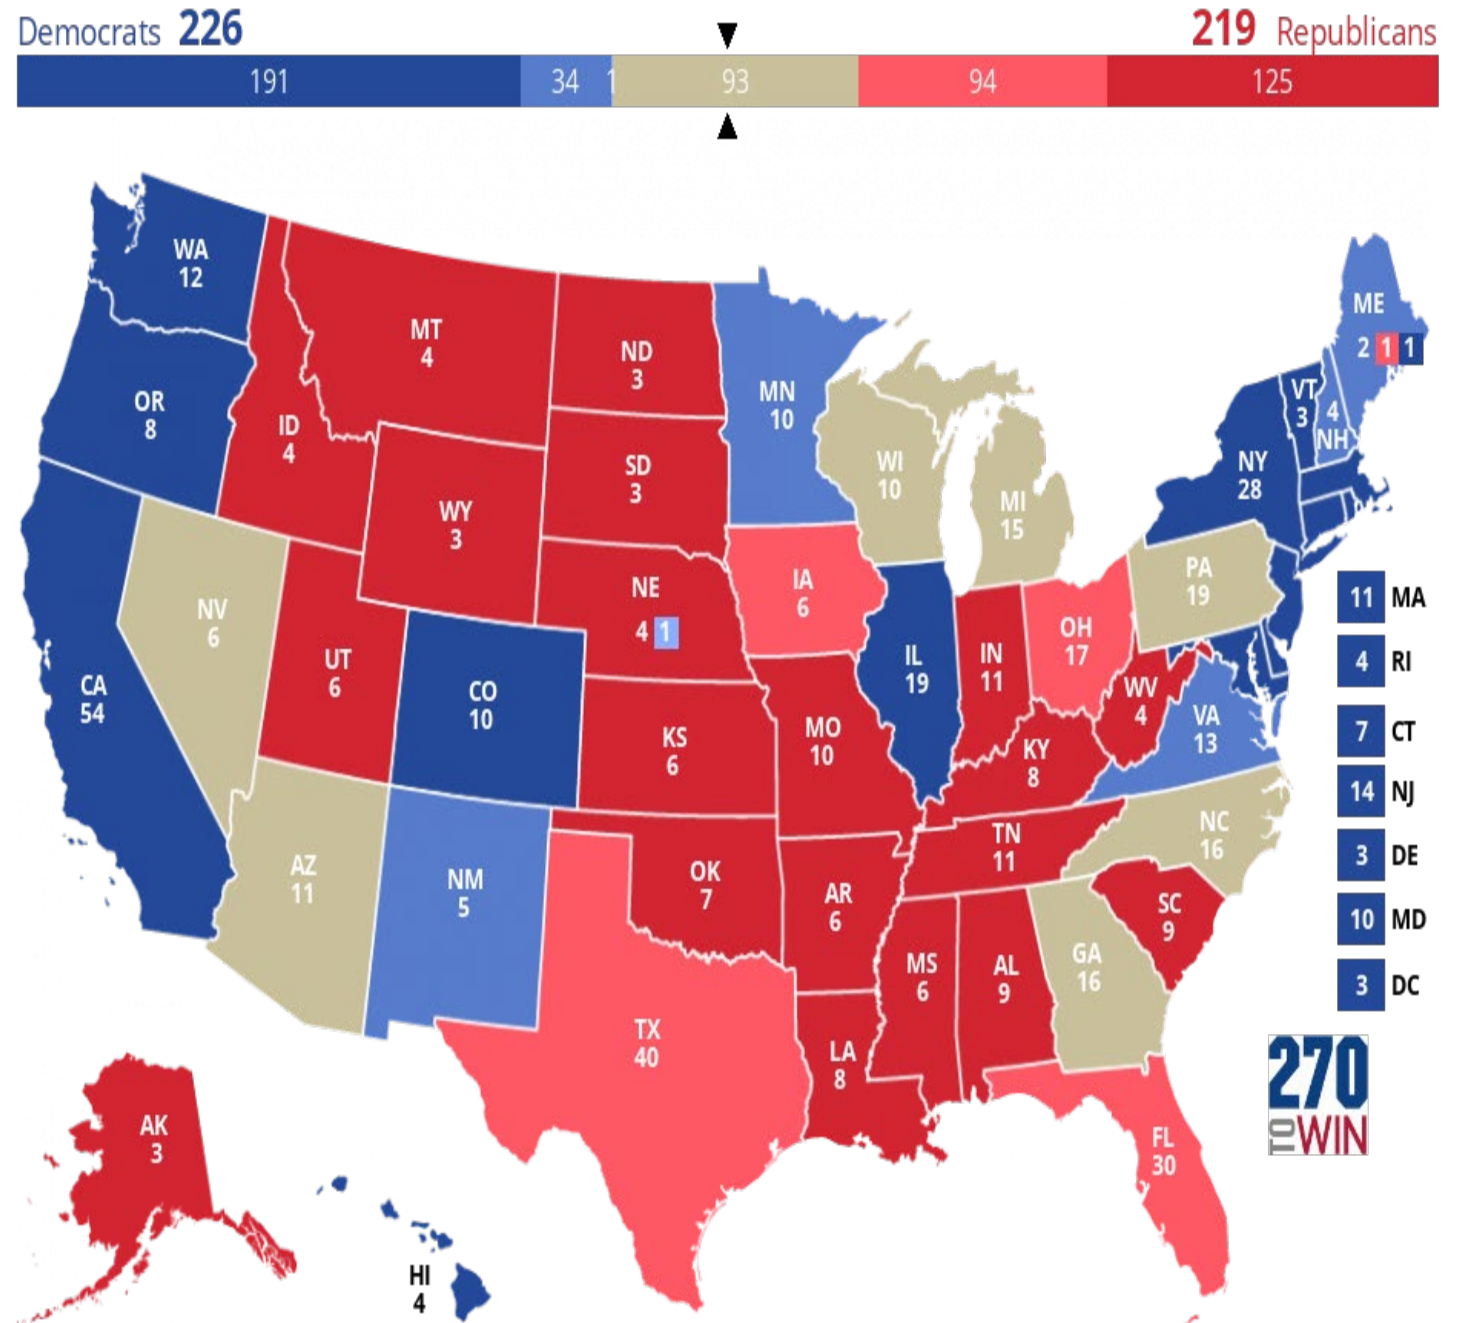 Democrats 226
219 Republicans
191 34 1 93 94 125
WA
12
OR
8
CA
54
NV
6
ID
4
MT
4
WY
3
UT
6
CO
10
AZ
11
NM
5
ND
3
SD
3
NE
4 1
KS
6
OK
7
TX
40
MN
10
IA
6
MO
10
AR
6
LA
8
WI
10
IL
19
MI
15
IN
11
OH
17
KY
8
TN
11
MS
6
AL
9
GA
16
FL
30
SC
9
NC
16
VA
13
WV
4
PA
19
NY
28
VT
3
4
NH
ME
2 1 1
11 MA
4 RI
7 CT
14 NJ
3 DE
10 MD
3 DC
AK
3
HI
4
270
TO WIN